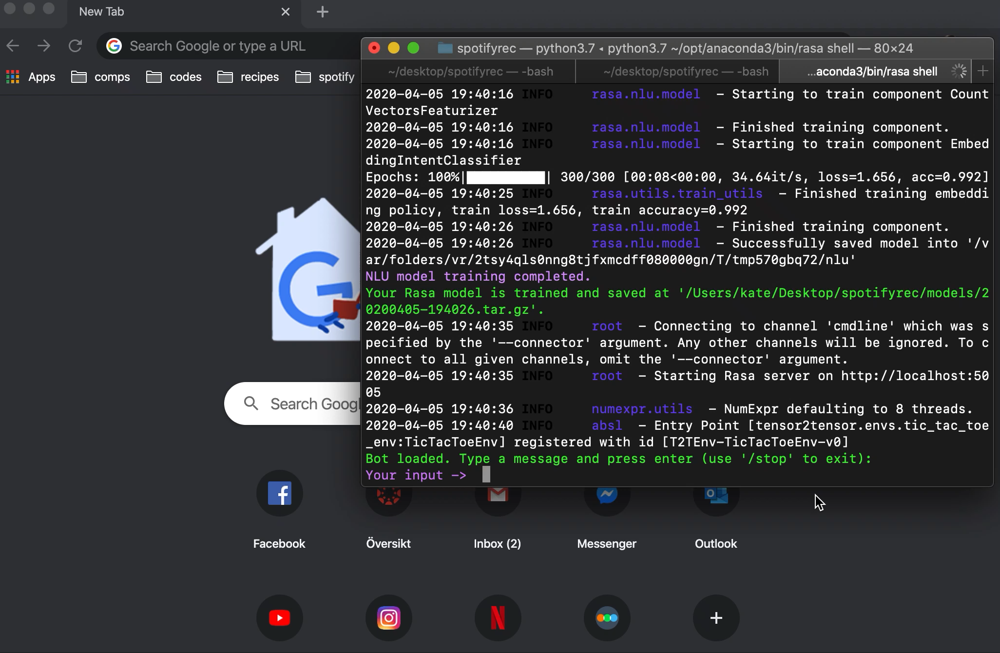 New Tab
Search Google or type a URL
Apps comps codes recipes spotify
spotifyrec — python3.7 ◂ python3.7 ~/opt/anaconda3/bin/rasa shell — 80×24
~/desktop/spotifyrec — -bash ~/desktop/spotifyrec — -bash ...aconda3/bin/rasa shell
2020-04-05 19:40:16 INFO rasa.nlu.model - Starting to train component Count
VectorsFeaturizer
2020-04-05 19:40:16 INFO rasa.nlu.model - Finished training component.
2020-04-05 19:40:16 INFO rasa.nlu.model - Starting to train component Embed
dingIntentClassifier
Epochs: 100%|██████████| 300/300 [00:08<00:00, 34.64it/s, loss=1.656, acc=0.992]
2020-04-05 19:40:25 INFO rasa.utils.train_utils - Finished training embeddi
ng policy, train loss=1.656, train accuracy=0.992
2020-04-05 19:40:26 INFO rasa.nlu.model - Finished training component.
2020-04-05 19:40:26 INFO rasa.nlu.model - Successfully saved model into '/v
ar/folders/vr/2tsy4qls0nng8tjfxmcdff080000gn/T/tmp570gbq72/nlu'
NLU model training completed.
Your Rasa model is trained and saved at '/Users/kate/Desktop/spotifyrec/models/2
0200405-194026.tar.gz'.
2020-04-05 19:40:35 INFO root - Connecting to channel 'cmdline' which was s
pecified by the '--connector' argument. Any other channels will be ignored. To c
onnect to all given channels, omit the '--connector' argument.
2020-04-05 19:40:35 INFO root - Starting Rasa server on http://localhost:50
05
2020-04-05 19:40:36 INFO numexpr.utils - NumExpr defaulting to 8 threads.
2020-04-05 19:40:40 INFO absl - Entry Point [tensor2tensor.envs.tic_tac_toe
_env:TicTacToeEnv] registered with id [T2TEnv-TicTacToeEnv-v0]
Bot loaded. Type a message and press enter (use '/stop' to exit):
Your input ->
Search Googl
Facebook Översikt Inbox (2) Messenger Outlook